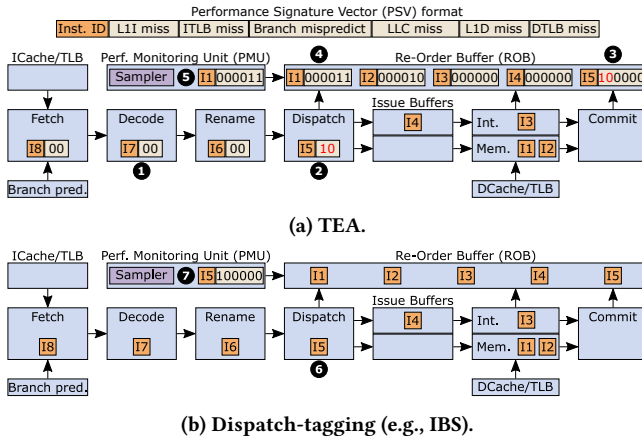 Performance Signature Vector (PSV) format
Inst. ID L1I miss ITLB miss Branch mispredict LLC miss L1D miss DTLB miss
ICache/TLB Perf. Monitoring Unit (PMU) 4 Re-Order Buffer (ROB) 3
Sampler 5 I1 000011 I1 000011 I2 000010 I3 000000 I4 000000 I5 100000
Fetch Decode Rename Dispatch Issue Buffers Int. I3 Commit
I4
I8 00 I7 00 I6 00 I5 10 Mem. I1 I2
Branch pred. 1 2 DCache/TLB
(a) TEA.
ICache/TLB Perf. Monitoring Unit (PMU) Re-Order Buffer (ROB)
Sampler 7 I5 100000 I1 I2 I3 I4 I5
Fetch Decode Rename Dispatch Issue Buffers Int. I3 Commit
I4
I8 I7 I6 I5 Mem. I1 I2
Branch pred. 6 DCache/TLB
(b) Dispatch-tagging (e.g., IBS).